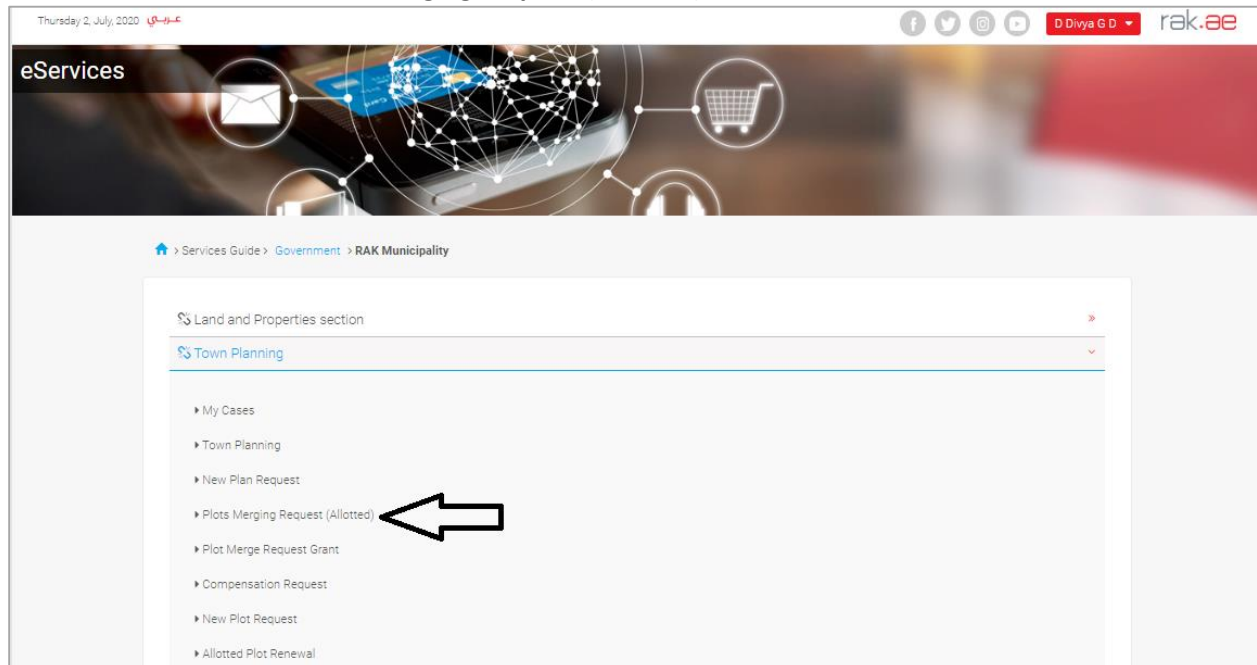 Thursday 2, July, 2020 عربي D Divya G D rak.ae
eServices
> Services Guide > Government > RAK Municipality
Land and Properties section
Town Planning
My Cases
Town Planning
New Plan Request
Plots Merging Request (Allotted)
Plot Merge Request Grant
Compensation Request
New Plot Request
Allotted Plot Renewal